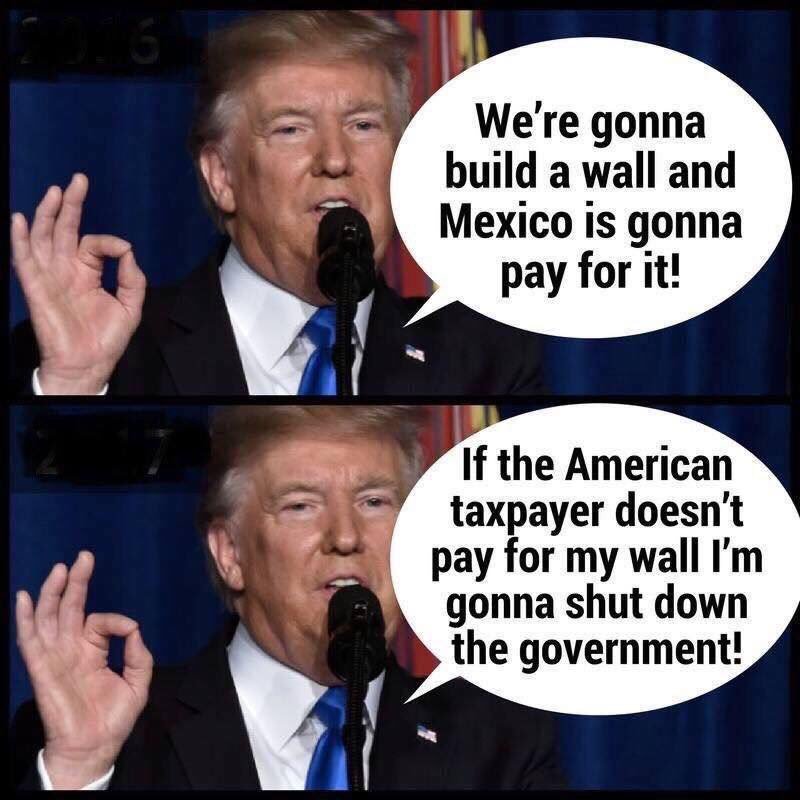 We're gonna
build a wall and
Mexico is gonna
pay for it!
If the American
taxpayer doesn't
pay for my wall I'm
gonna shut down
the government!